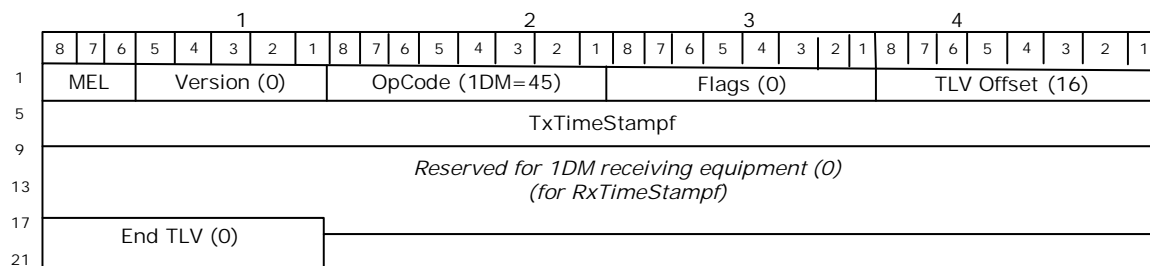 1 2 3 4
8 7 6 5 4 3 2 1 8 7 6 5 4 3 2 1 8 7 6 5 4 3 2 1 8 7 6 5 4 3 2 1
1 MEL Version (0) OpCode (1DM=45) Flags (0) TLV Offset (16)
5 TxTimeStampf
9
Reserved for 1DM receiving equipment (0)
13 (for RxTimeStampf)
17
End TLV (0)
21